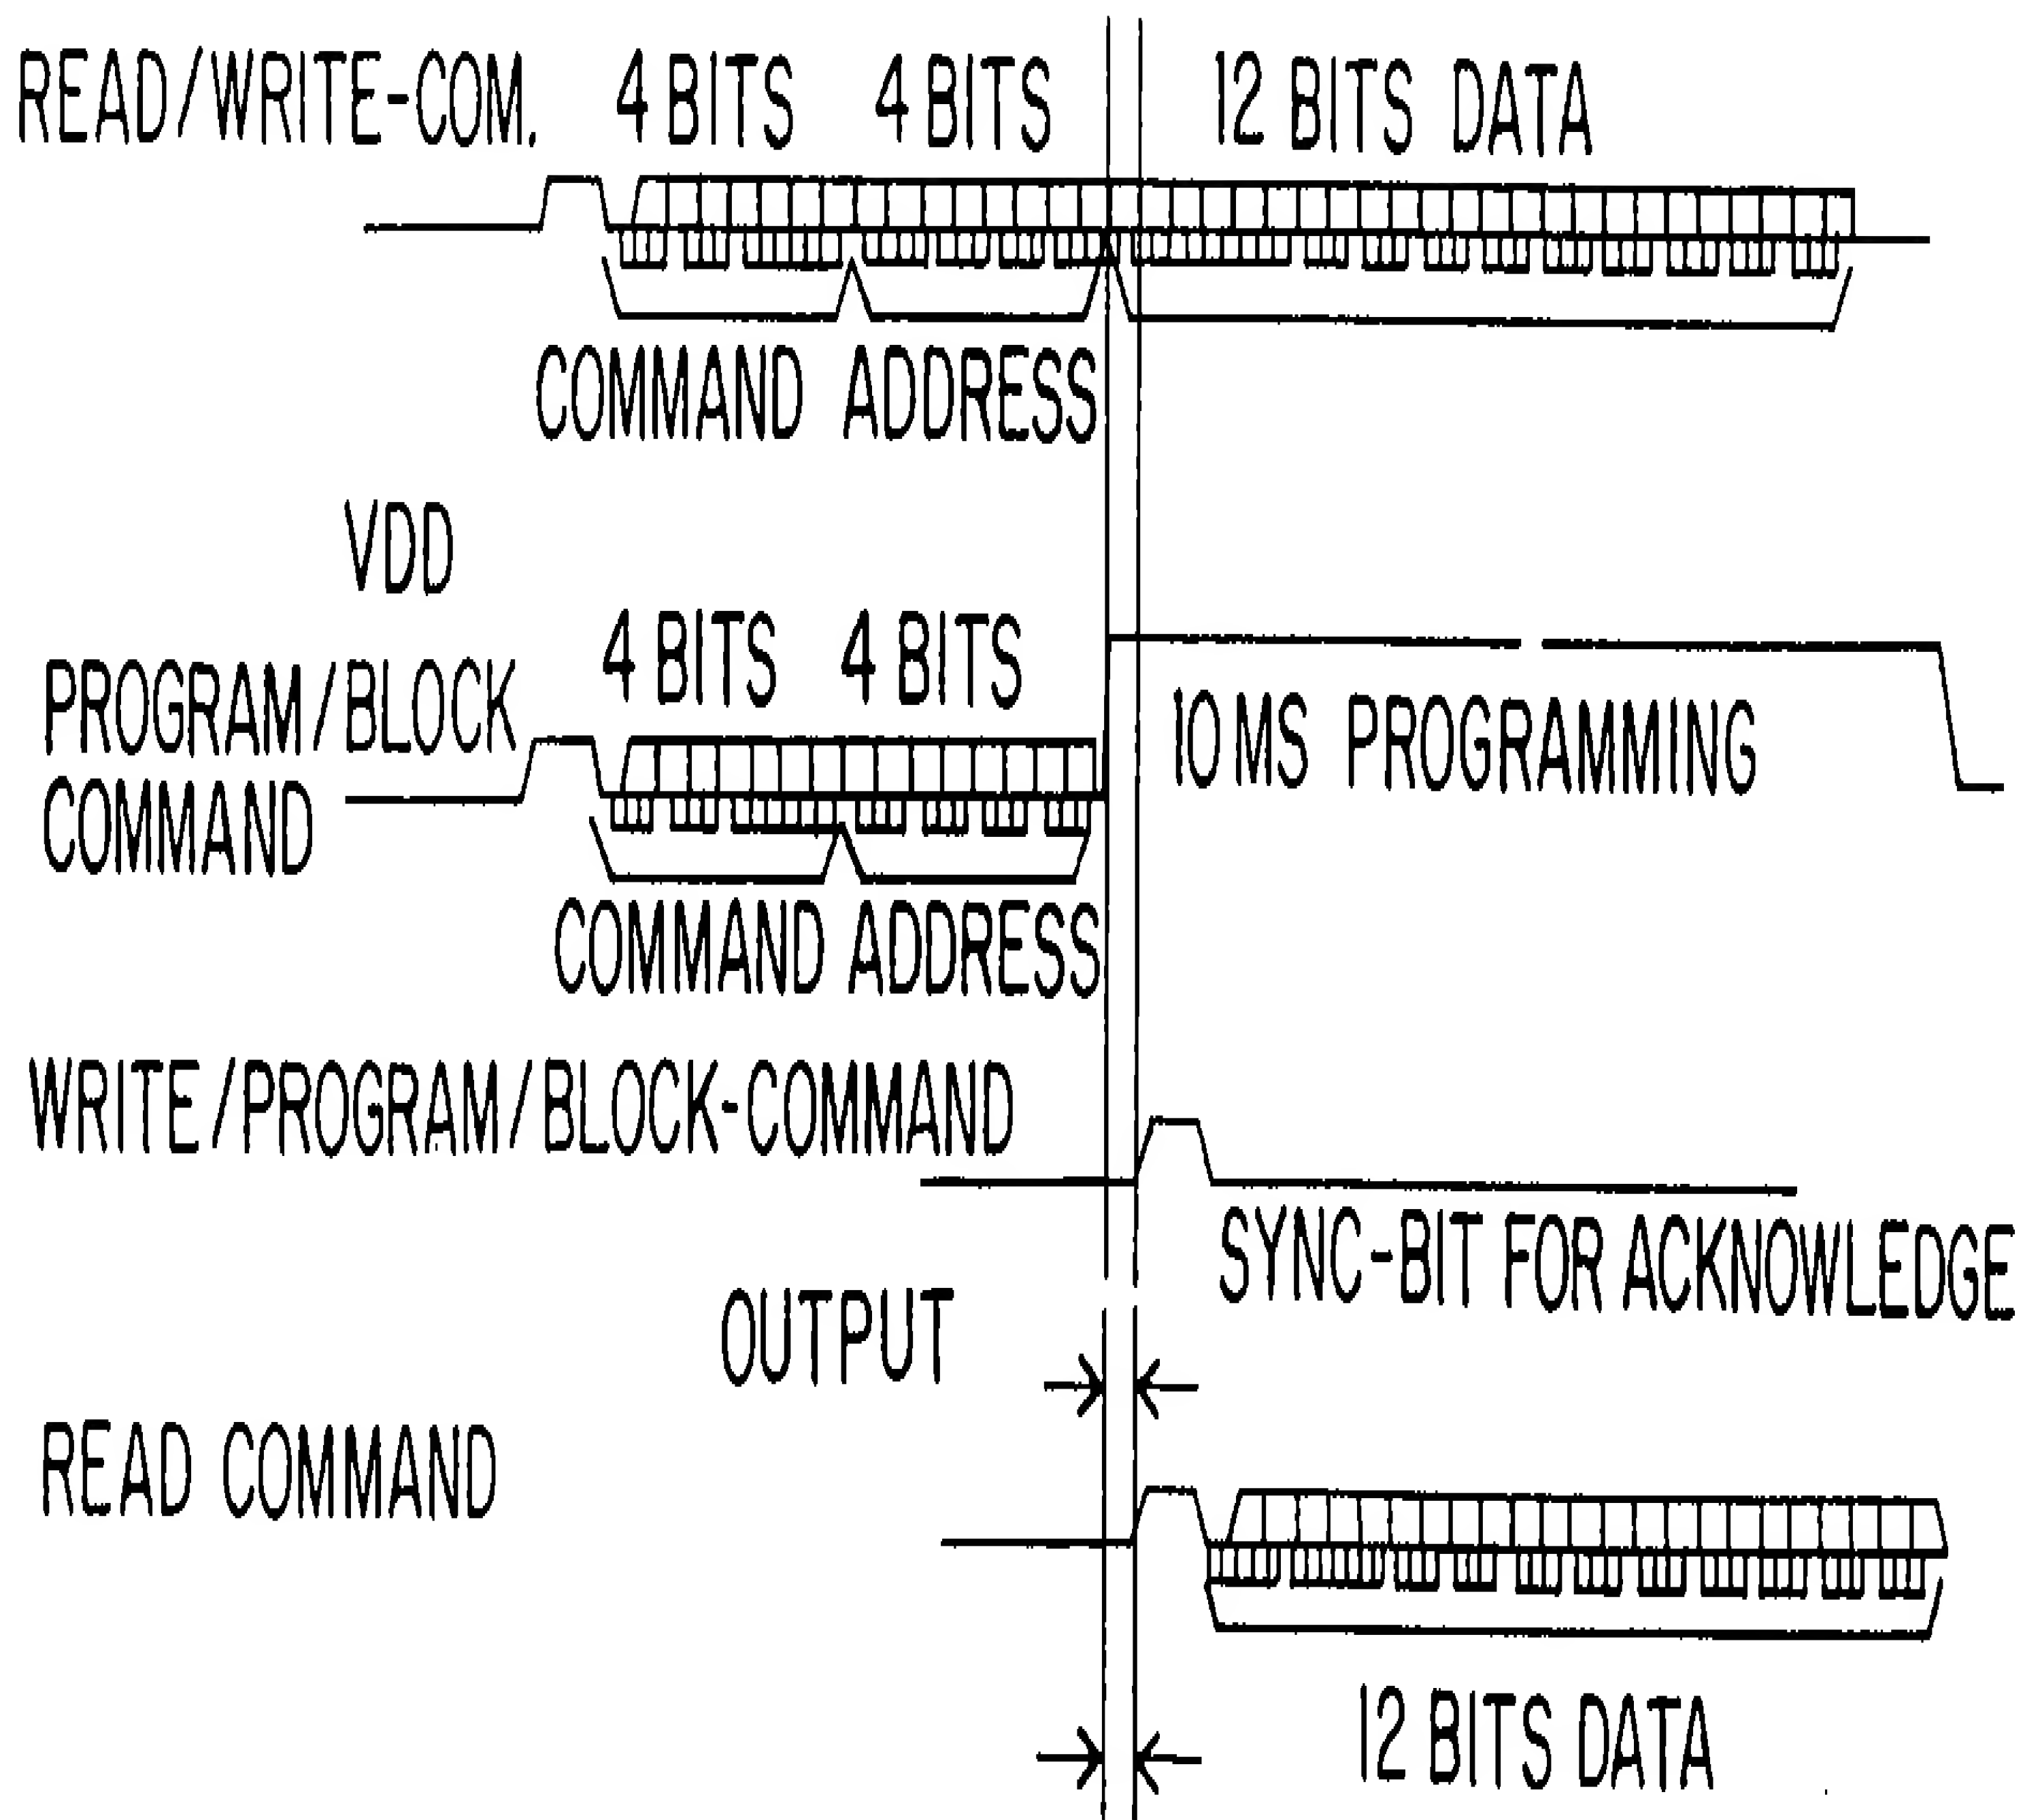 READ/WRITE-COM. 4 BITS 4 BITS 12 BITS DATA
COMMAND ADDRESS
VDD
4 BITS 4 BITS
PROGRAM/BLOCK
COMMAND
10 MS PROGRAMMING
COMMAND ADDRESS
WRITE/PROGRAM/BLOCK-COMMAND
SYNC-BIT FOR ACKNOWLEDGE
OUTPUT
READ COMMAND
12 BITS DATA